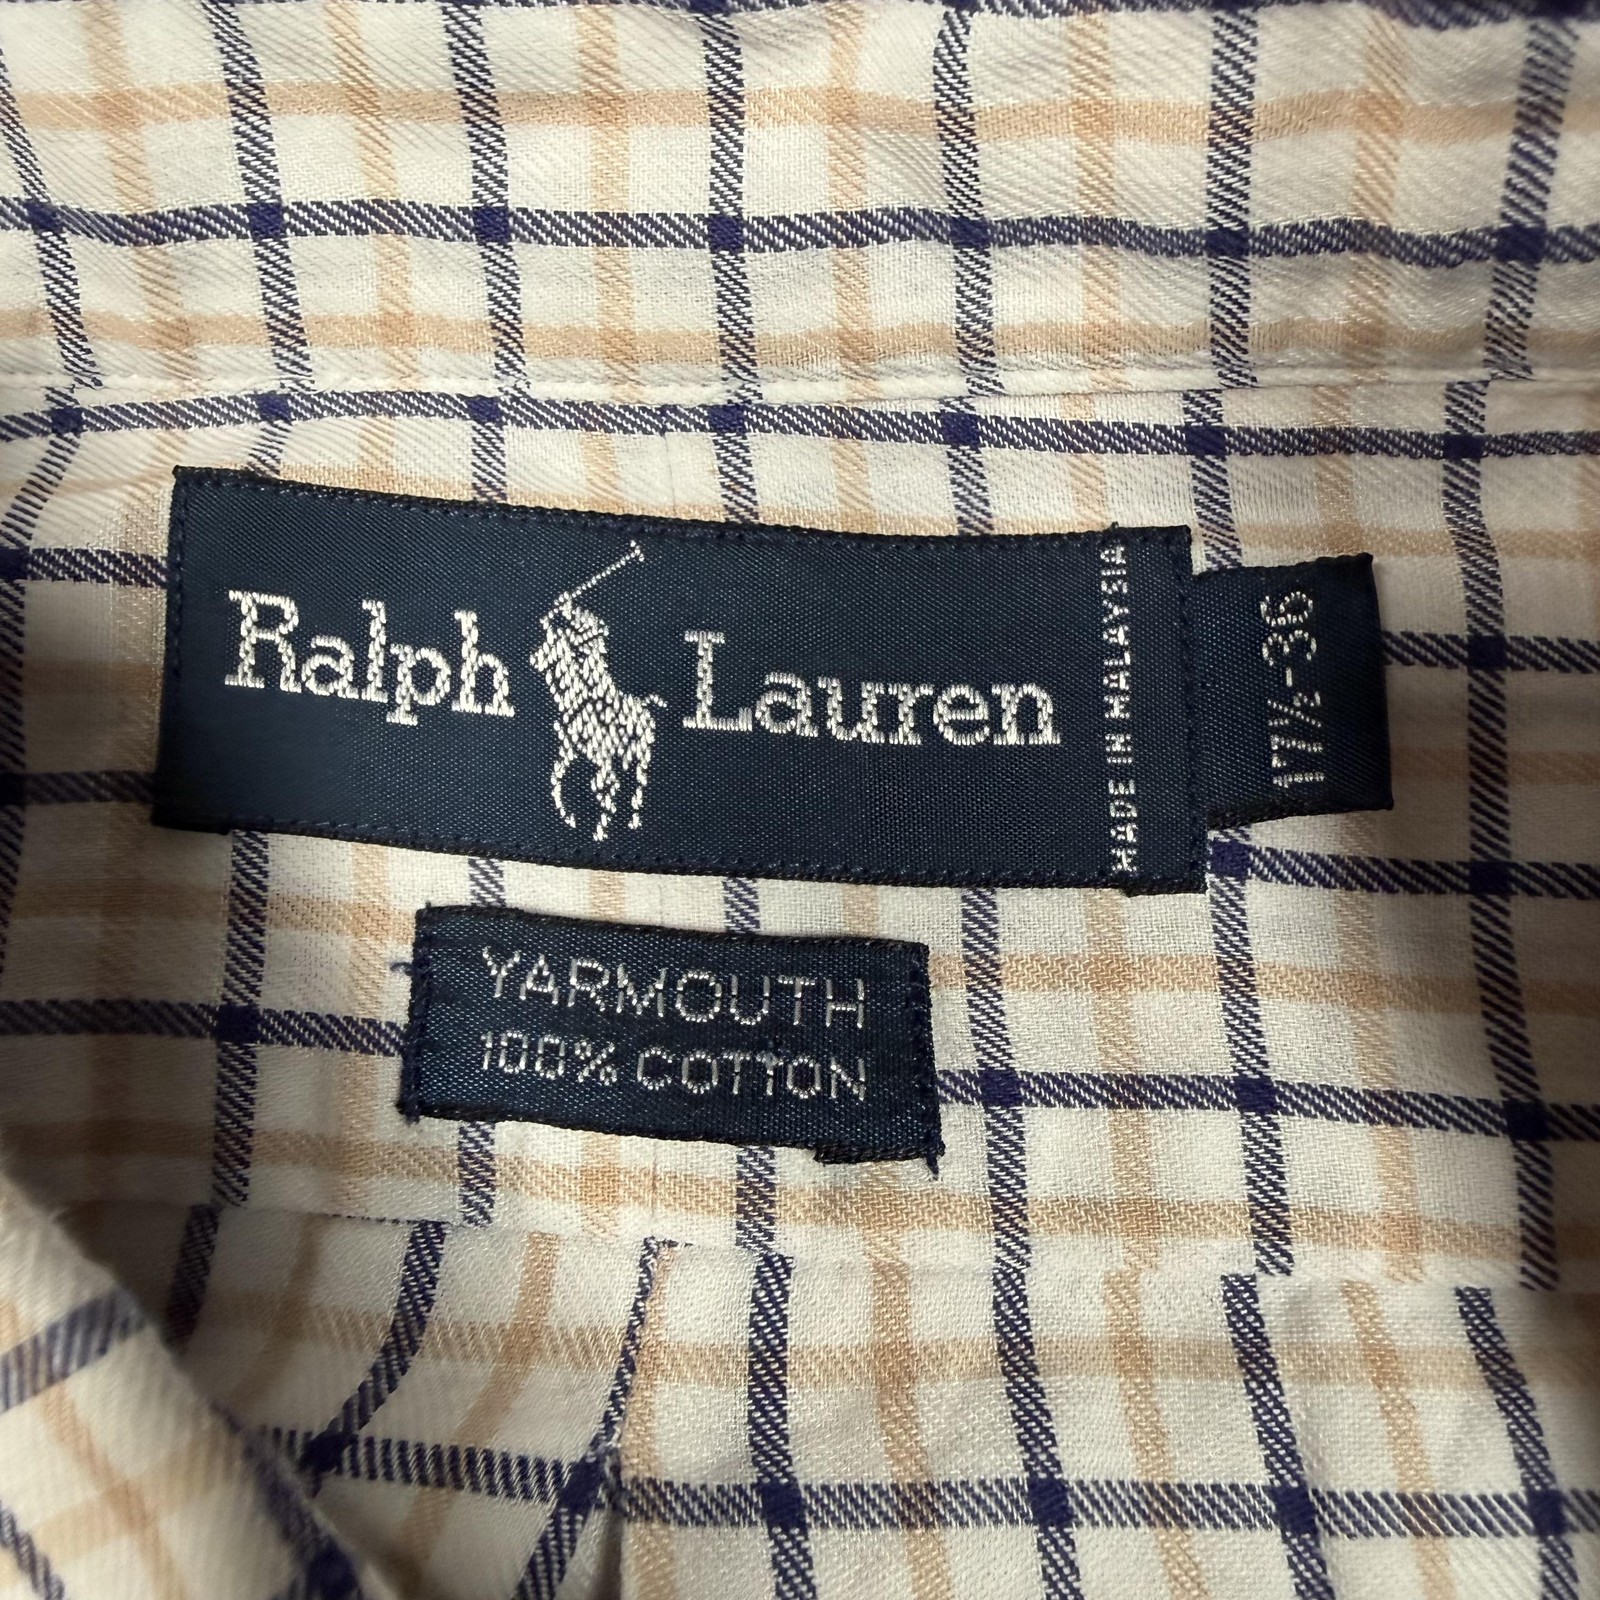 Ralph Lauren
MADE IN MALAYSIA
17½-36
YARMOUTH
100% COTTON